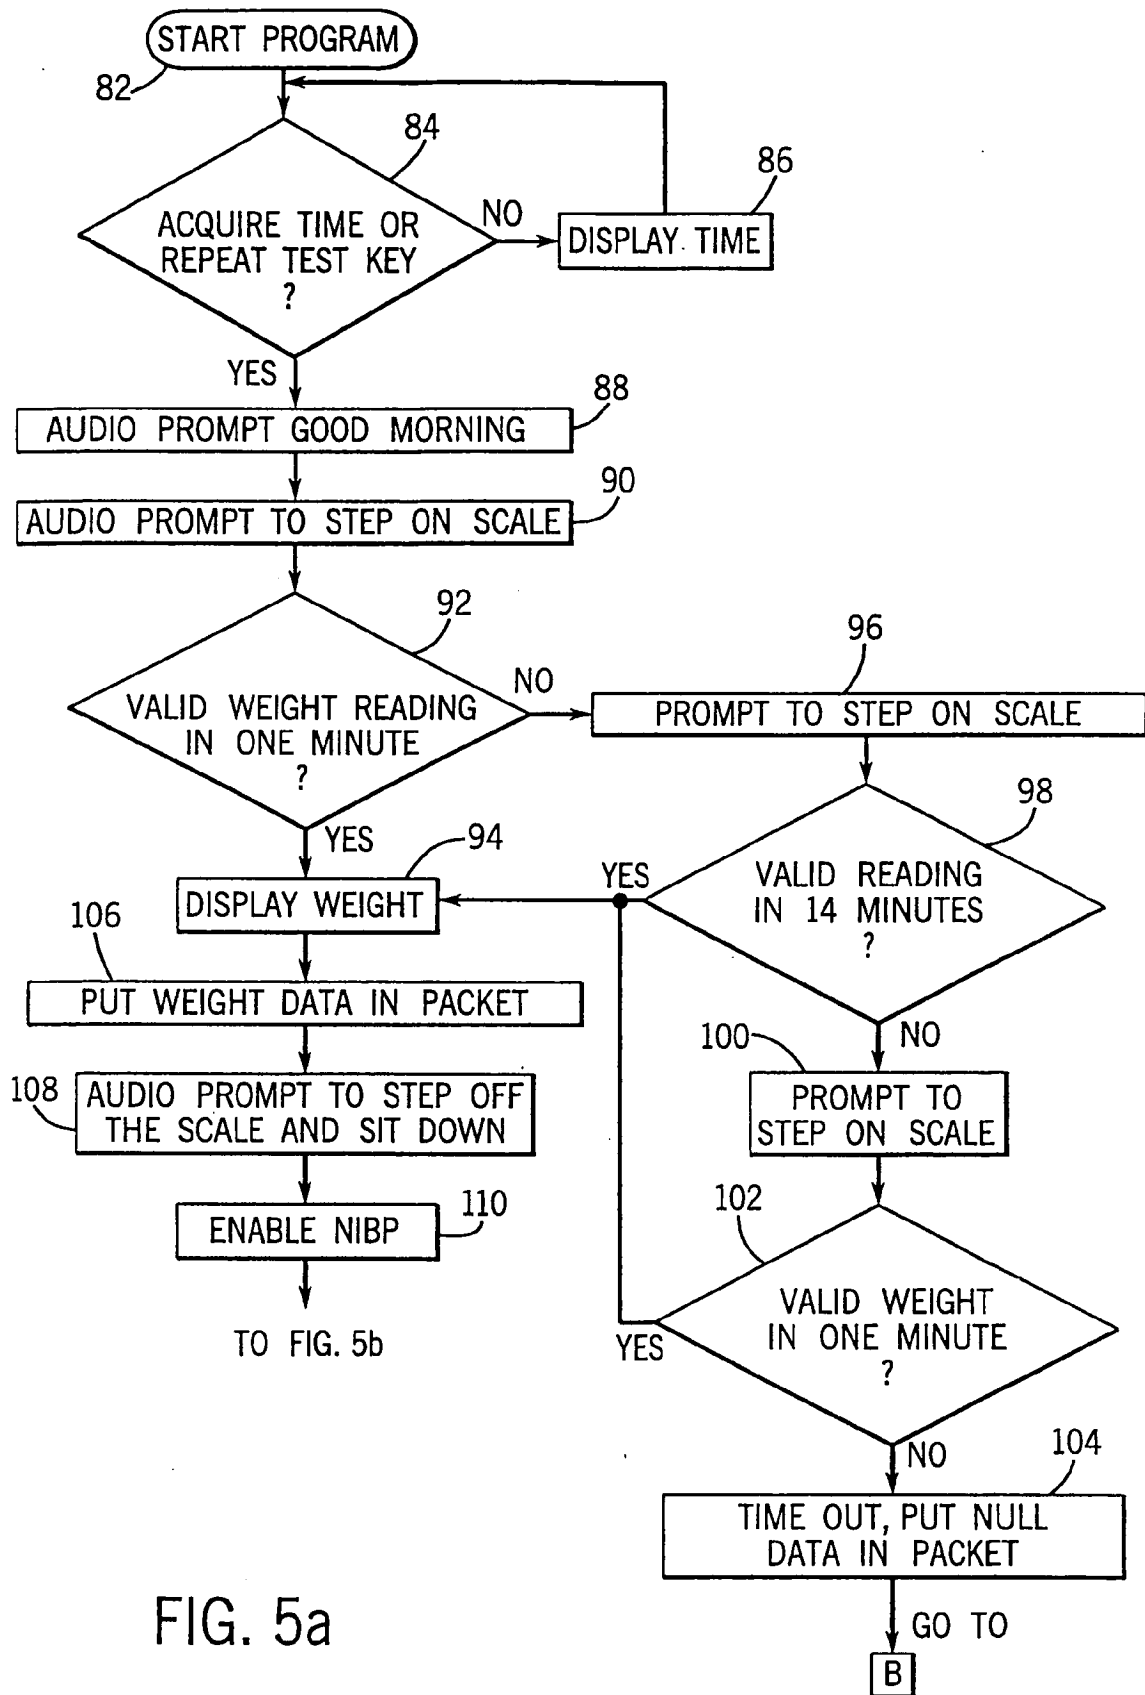 START PROGRAM
82
84
ACQUIRE TIME OR
REPEAT TEST KEY
?
NO
86
DISPLAY TIME
YES
88
AUDIO PROMPT GOOD MORNING
90
AUDIO PROMPT TO STEP ON SCALE
92
VALID WEIGHT READING
IN ONE MINUTE
?
NO
96
PROMPT TO STEP ON SCALE
YES
94
DISPLAY WEIGHT
98
VALID READING
IN 14 MINUTES
?
YES
NO
106
PUT WEIGHT DATA IN PACKET
100
PROMPT TO
STEP ON SCALE
108
AUDIO PROMPT TO STEP OFF
THE SCALE AND SIT DOWN
110
ENABLE NIBP
TO FIG. 5b
102
VALID WEIGHT
IN ONE MINUTE
?
YES
NO
104
TIME OUT, PUT NULL
DATA IN PACKET
GO TO
B
FIG. 5a